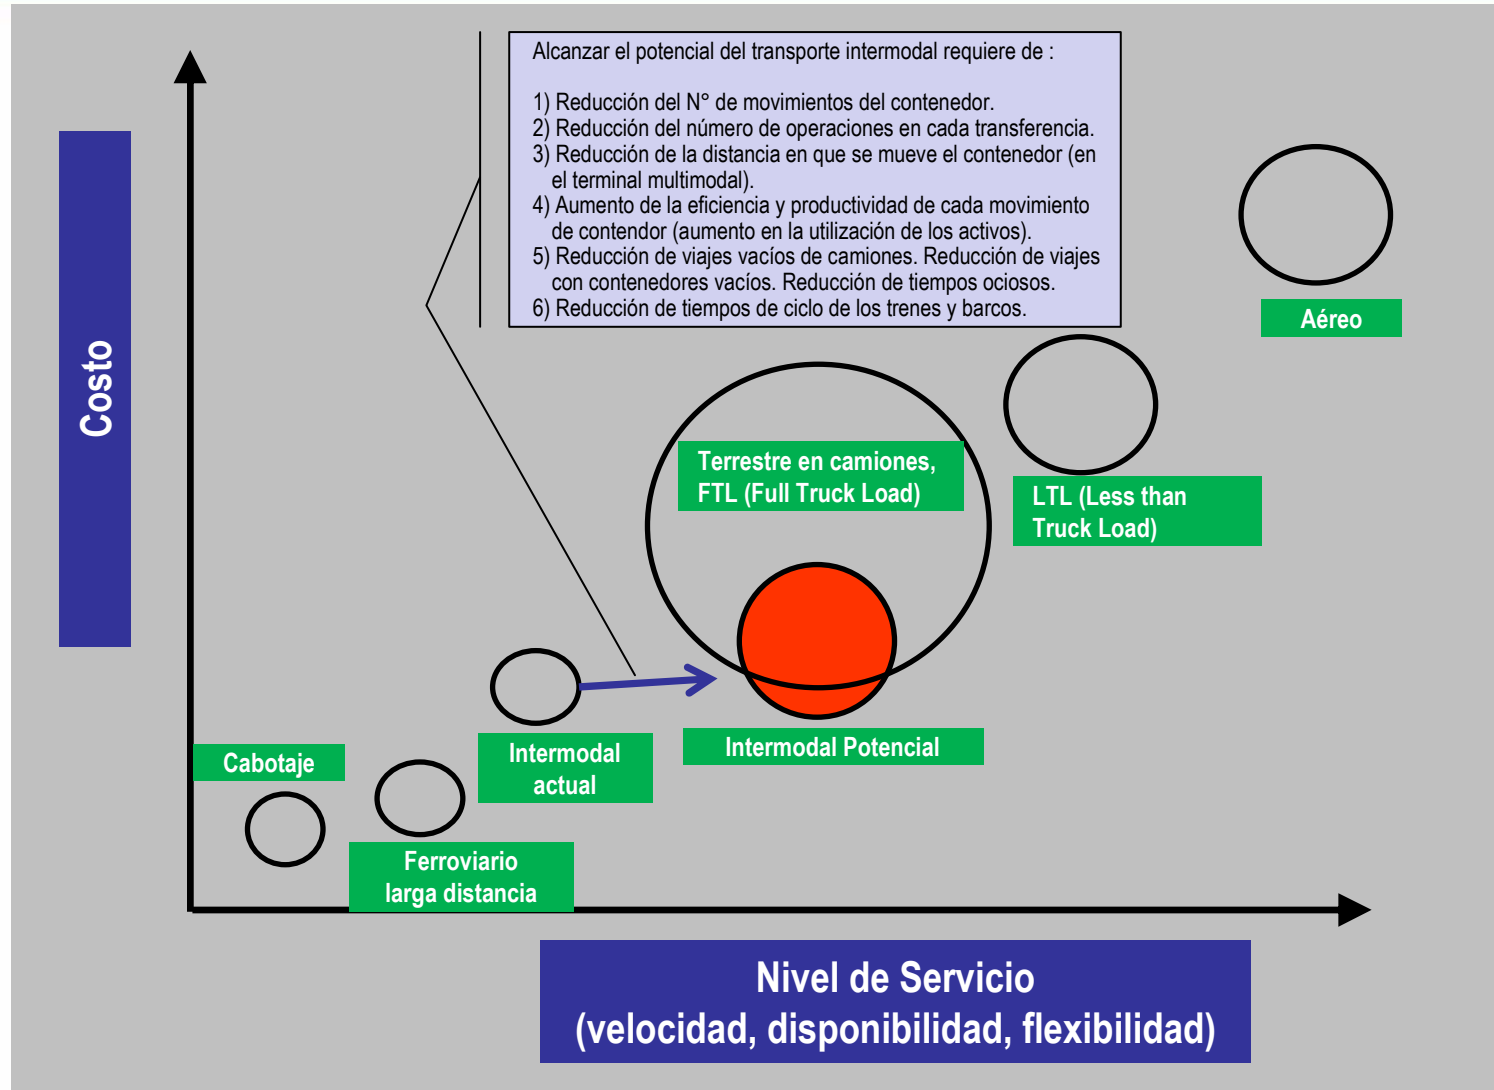 Alcanzar el potencial del transporte intermodal requiere de :
1) Reducción del N° de movimientos del contenedor.
2) Reducción del número de operaciones en cada transferencia.
3) Reducción de la distancia en que se mueve el contenedor (en
el terminal multimodal).
4) Aumento de la eficiencia y productividad de cada movimiento
de contendor (aumento en la utilización de los activos).
5) Reducción de viajes vacíos de camiones. Reducción de viajes
con contenedores vacíos. Reducción de tiempos ociosos.
6) Reducción de tiempos de ciclo de los trenes y barcos.
Aéreo
Costo
Terrestre en camiones,
FTL (Full Truck Load)
LTL (Less than
Truck Load)
Intermodal Potencial
Intermodal
actual
Cabotaje
Ferroviario
larga distancia
Nivel de Servicio
(velocidad, disponibilidad, flexibilidad)